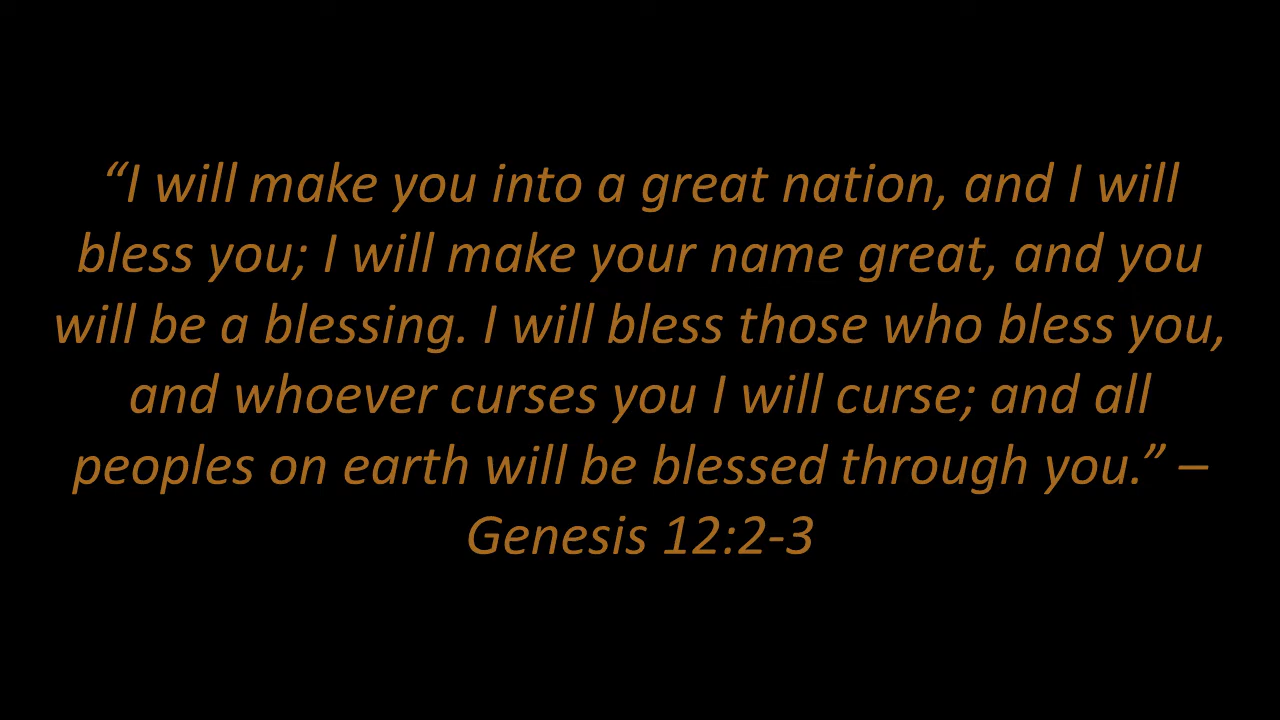 “I will make you into a great nation, and I will
bless you; I will make your name great, and you
will be a blessing. I will bless those who bless you,
and whoever curses you I will curse; and all
peoples on earth will be blessed through you.” –
Genesis 12:2-3